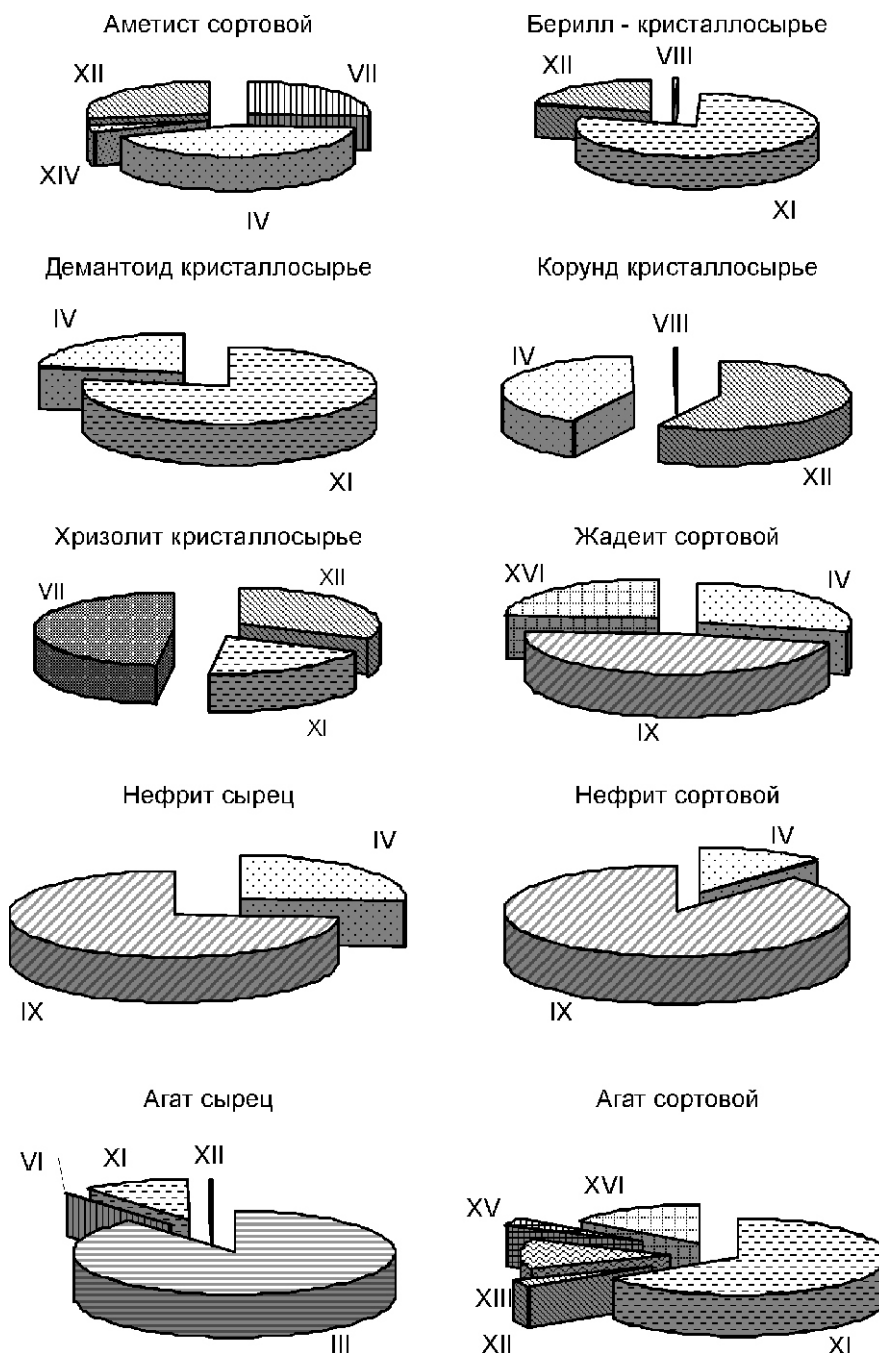 Аметист сортовой
XII
VII
XIV
IV
Берилл - кристаллосырье
XII
VIII
XI
Демантоид кристаллосырье
IV
XI
Корунд кристаллосырье
VIII
IV
XII
Хризолит кристаллосырье
VII
XII
XI
Жадеит сортовой
XVI
IV
IX
Нефрит сырец
IV
IX
Нефрит сортовой
IV
IX
Агат сырец
VI
XI
XII
III
Агат сортовой
XV
XVI
XIII
XII
XI